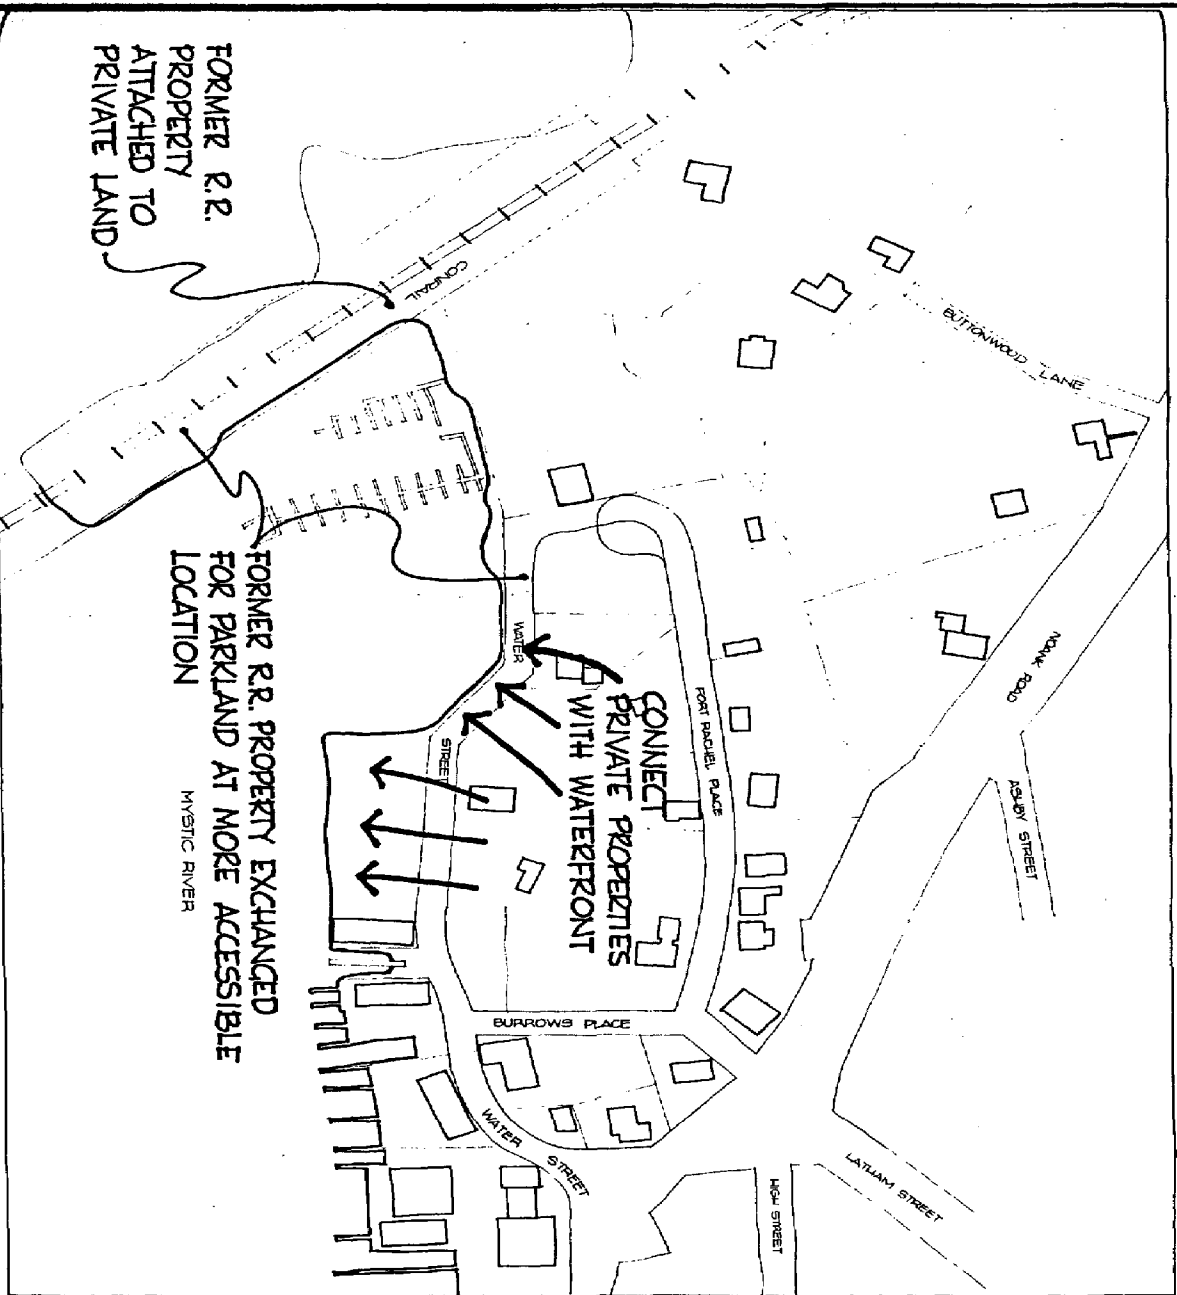 FORMER R.R.
PROPERTY
ATTACHED TO
PRIVATE LAND
CONRAIL
BUTTONWOOD LANE
NOANK ROAD
ASHBY STREET
FORT RACHEL PLACE
WATER
STREET
CONNECT
PRIVATE PROPERTIES
WITH WATERFRONT
FORMER R.R. PROPERTY EXCHANGED
FOR PARKLAND AT MORE ACCESSIBLE
LOCATION
MYSTIC RIVER
BURROWS PLACE
WATER STREET
LATHAM STREET
HIGH STREET